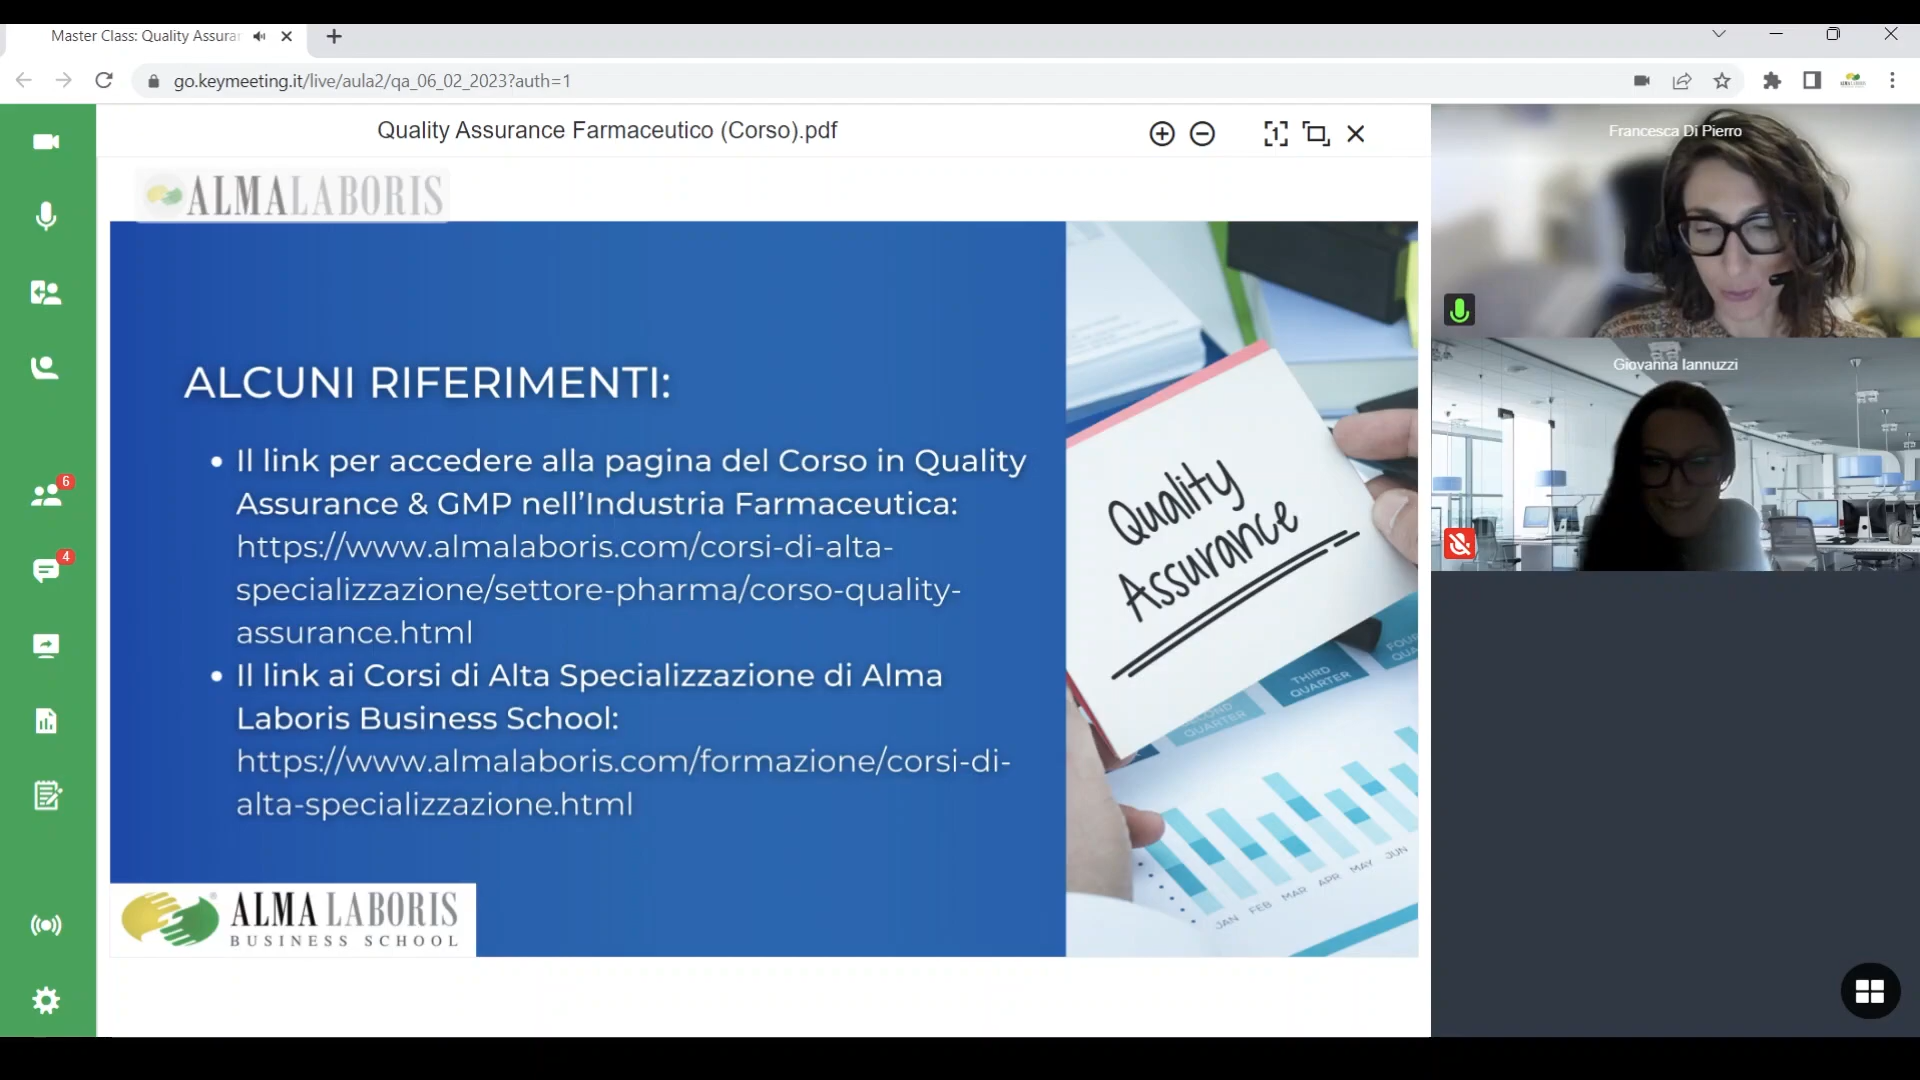 Master Class: Quality Assurar
go.keymeeting.it/live/aula2/qa_06_02_2023?auth=1
Quality Assurance Farmaceutico (Corso).pdf
Francesca Di Pierro
ALMALABORIS
Giovanna Iannuzzi
ALCUNI RIFERIMENTI:
Il link per accedere alla pagina del Corso in Quality
Assurance & GMP nell'Industria Farmaceutica:
https://www.almalaboris.com/corsi-di-alta-
specializzazione/settore-pharma/corso-quality-
assurance.html
Il link ai Corsi di Alta Specializzazione di Alma
Laboris Business School:
https://www.almalaboris.com/formazione/corsi-di-
alta-specializzazione.html
Quality
Assurance
FOUR
QUA
THIRD
QUARTER
SECOND
QUARTER
JAN FEB MAR APR MAY JUN
6
4
ALMA LABORIS
BUSINESS SCHOOL